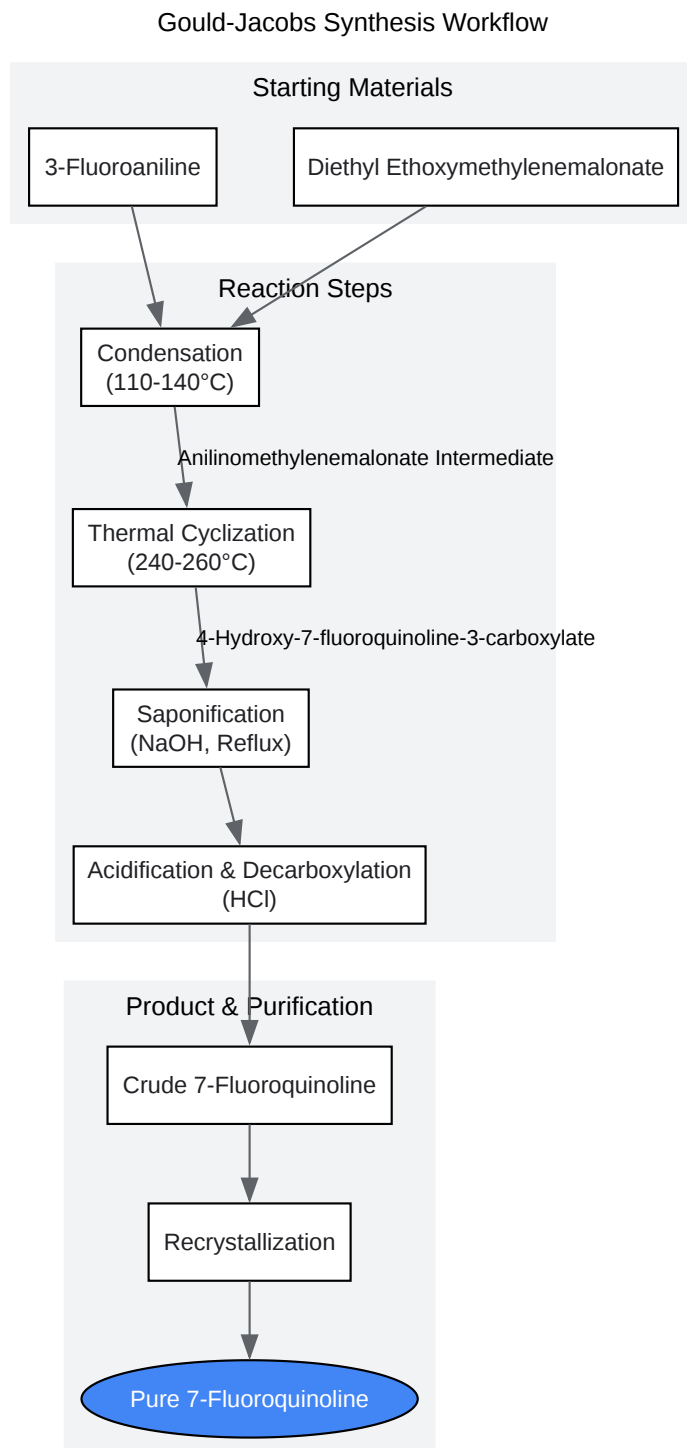 Gould-Jacobs Synthesis Workflow
Starting Materials
3-Fluoroaniline
Diethyl Ethoxymethylenemalonate
Reaction Steps
Condensation
(110-140°C)
Anilinomethylenemalonate Intermediate
Thermal Cyclization
(240-260°C)
4-Hydroxy-7-fluoroquinoline-3-carboxylate
Saponification
(NaOH, Reflux)
Acidification & Decarboxylation
(HCl)
Product & Purification
Crude 7-Fluoroquinoline
Recrystallization
Pure 7-Fluoroquinoline